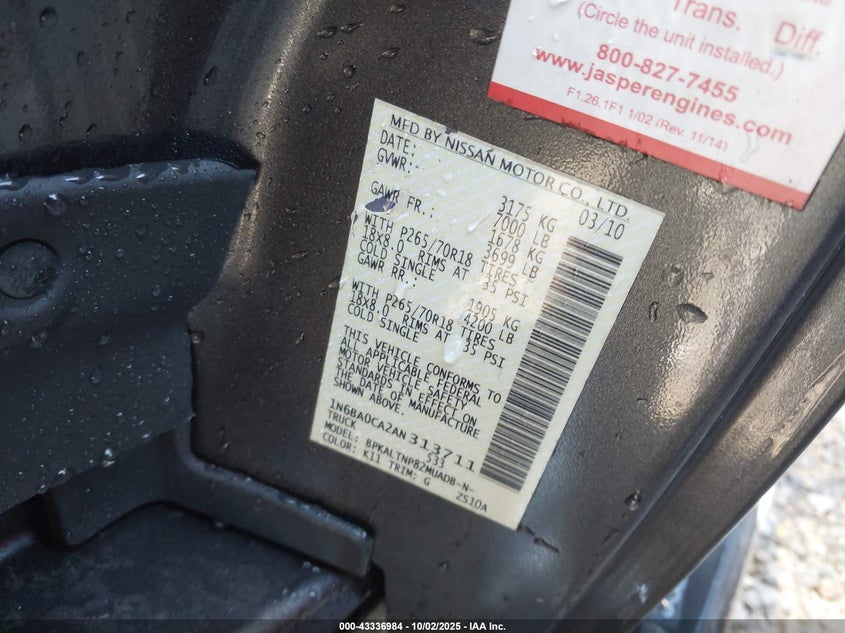 Trans.
Diff.
(Circle the unit installed.)
800-827-7455
www.jasperengines.com
F1.26.1F1 1/02 (Rev. 11/14)
MFD BY NISSAN MOTOR CO., LTD.
DATE: 03/10
GVWR: 3175 KG
7000 LB
GAWR FR.: 1678 KG
3699 LB
WITH P265/70R18 TIRES
18X8.0 RIMS AT 35 PSI
COLD SINGLE
GAWR RR.: 1905 KG
4200 LB
WITH P265/70R18 TIRES
18X8.0 RIMS AT 35 PSI
COLD SINGLE
THIS VEHICLE CONFORMS TO
ALL APPLICABLE FEDERAL
MOTOR VEHICLE SAFETY
STANDARDS IN EFFECT ON
THE DATE OF MANUFACTURE
SHOWN ABOVE.
1N6BA0CA2AN313711
TRUCK 533
MODEL: BPKALTNP82MUADB-N-
COLOR: K11 TRIM: G 2S10A
000-43336984 - 10/02/2025 - IAA Inc.